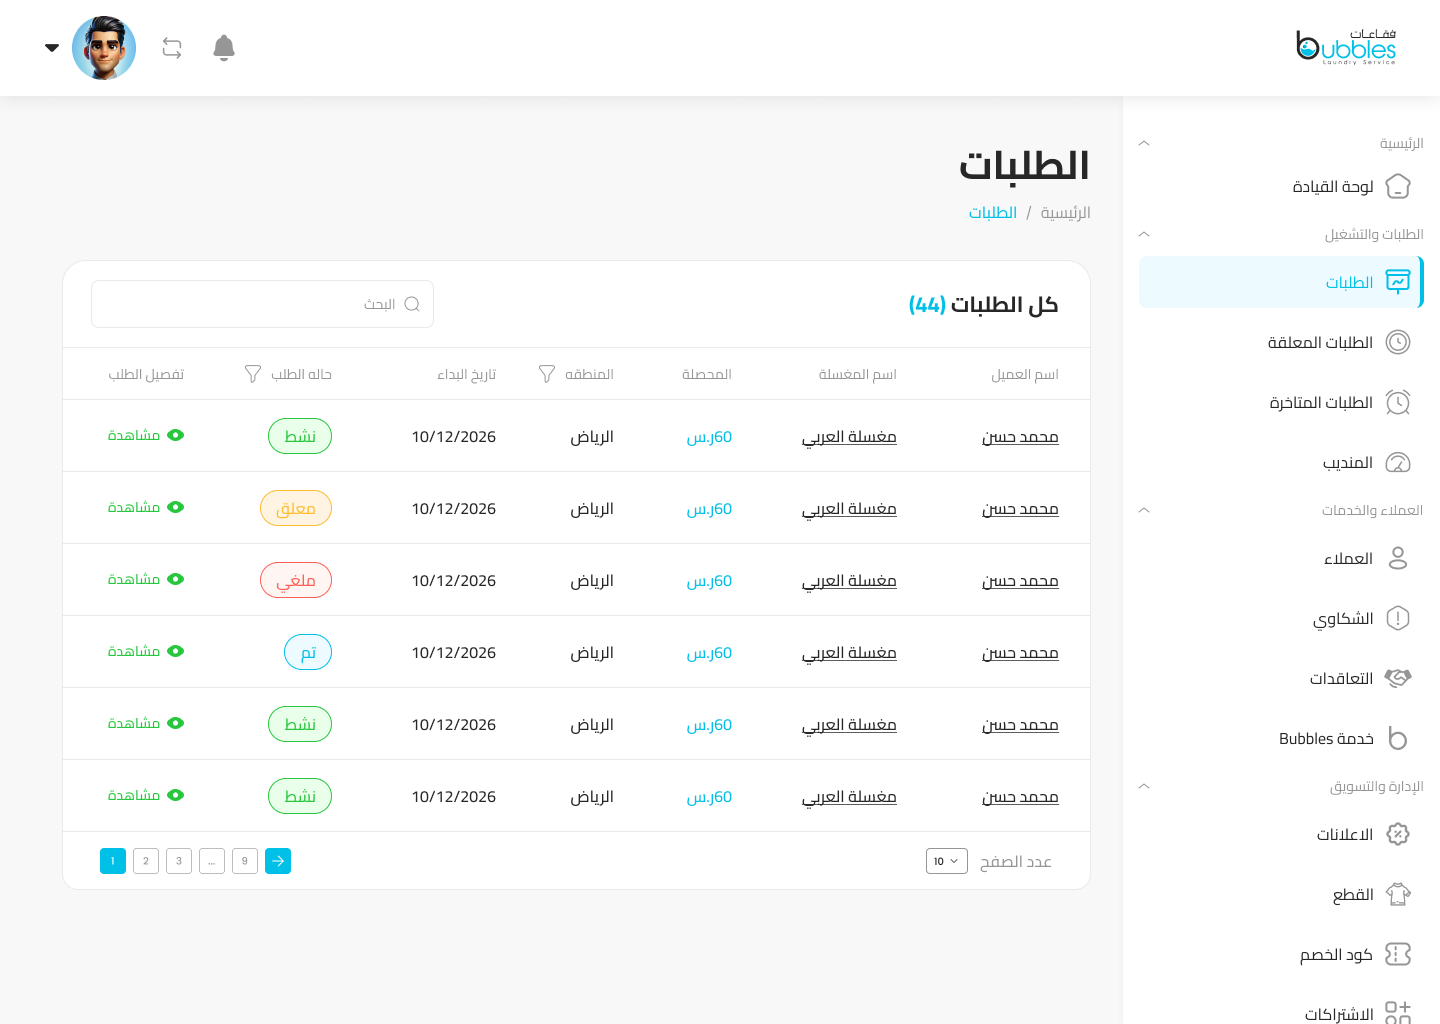 فقاعات
bubbles
Laundry Service
الرئيسية
لوحة القيادة
الطلبات والتشغيل
الطلبات
الطلبات المعلقة
الطلبات المتاخرة
المنديب
العملاء والخدمات
العملاء
الشكاوي
التعاقدات
خدمة Bubbles
الإدارة والتسويق
الاعلانات
القطع
كود الخصم
الاشتراكات
الطلبات
الرئيسية / الطلبات
كل الطلبات (44)
البحث
اسم العميل اسم المغسلة المحصلة المنطقه تاريخ البداء حاله الطلب تفصيل الطلب
محمد حسن مغسلة العربي 60ر.س الرياض 10/12/2026 نشط مشاهدة
محمد حسن مغسلة العربي 60ر.س الرياض 10/12/2026 معلق مشاهدة
محمد حسن مغسلة العربي 60ر.س الرياض 10/12/2026 ملغي مشاهدة
محمد حسن مغسلة العربي 60ر.س الرياض 10/12/2026 تم مشاهدة
محمد حسن مغسلة العربي 60ر.س الرياض 10/12/2026 نشط مشاهدة
محمد حسن مغسلة العربي 60ر.س الرياض 10/12/2026 نشط مشاهدة
عدد الصفح 10
1 2 3 ... 9